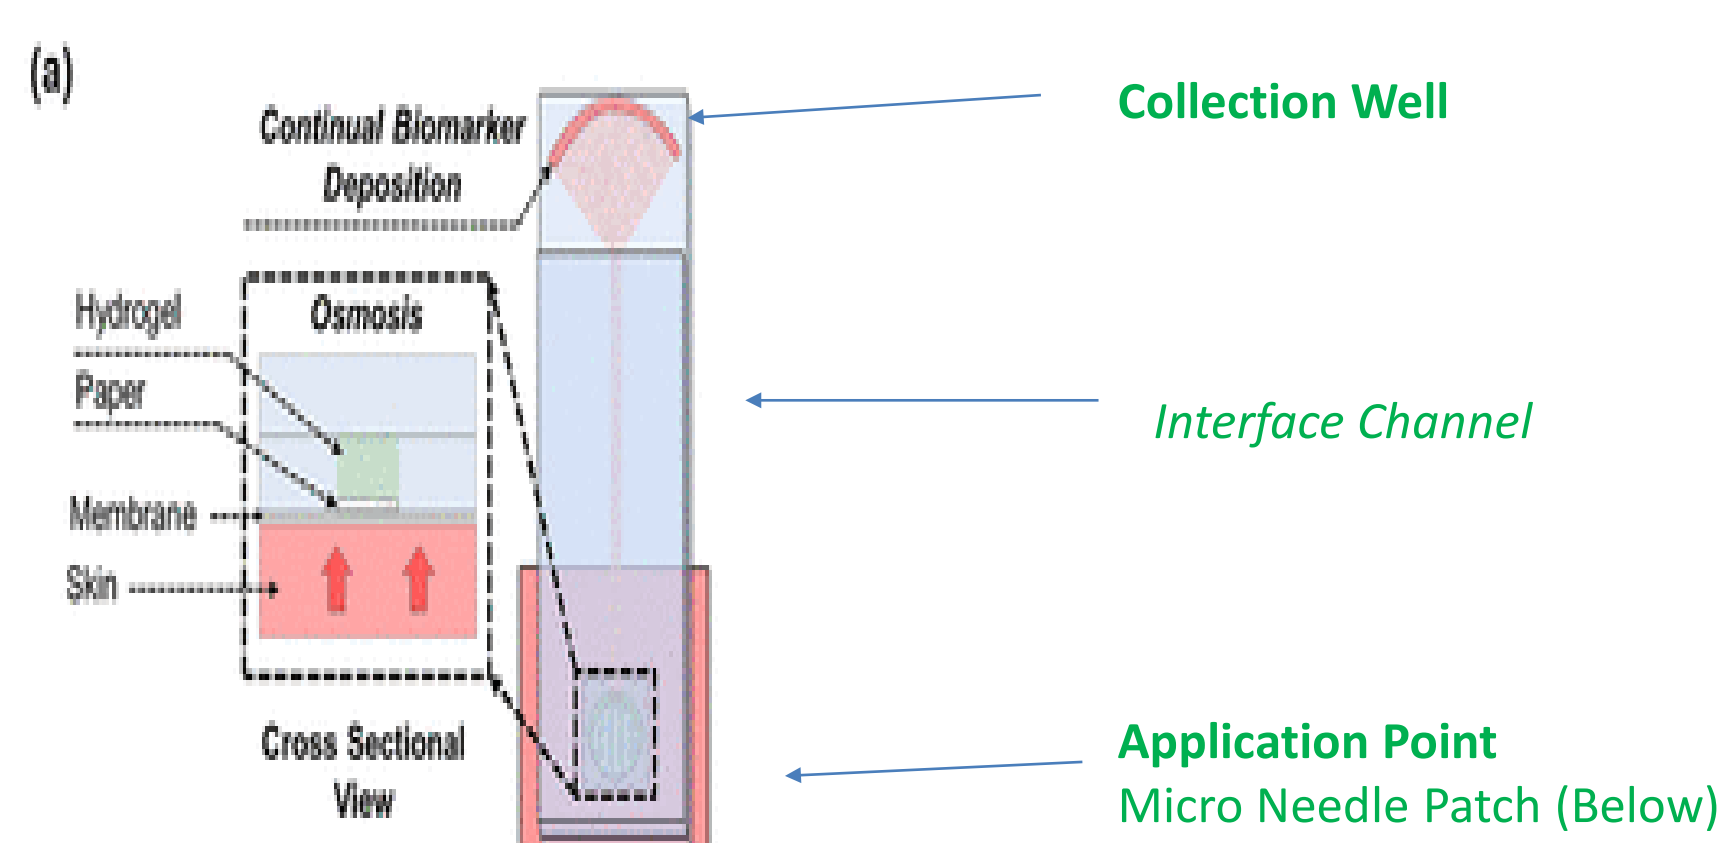 (a)
Continual Biomarker
Deposition
Collection Well
Hydrogel
Osmosis
Paper
Interface Channel
Membrane
Skin
Cross Sectional
View
Application Point
Micro Needle Patch (Below)